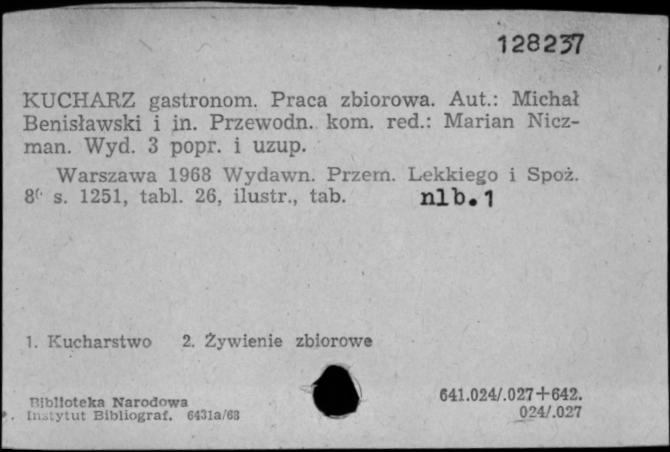 128237
KUCHARZ gastronom. Praca zbiorowa. Aut.: Michał
Benisławski i in. Przewodn. kom. red.: Marian Nicz-
man. Wyd. 3 popr. i uzup.
Warszawa 1968 Wydawn. Przem. Lekkiego i Spoż.
8⁰ s. 1251, tabl. 26, ilustr., tab. nlb. 1
1. Kucharstwo 2. Żywienie zbiorowe
Biblioteka Narodowa
Instytut Bibliograf. 6431a/68
641.024/.027+642.
024/.027